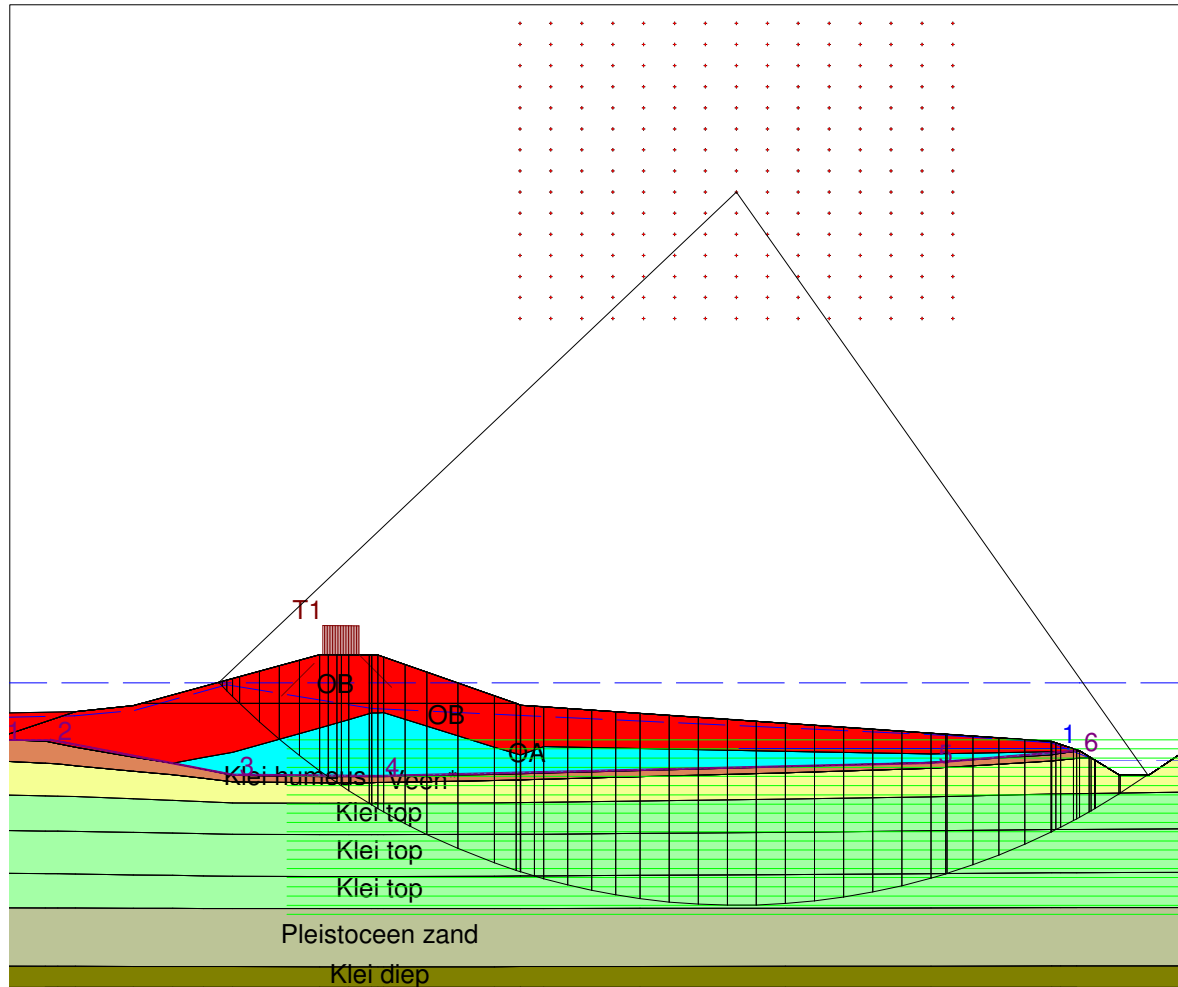 T1
OB
OB
1
2
1
6
OA
3
4
5
Klei humeus
Veen
Klei top
Klei top
Klei top
Pleistoceen zand
Klei diep